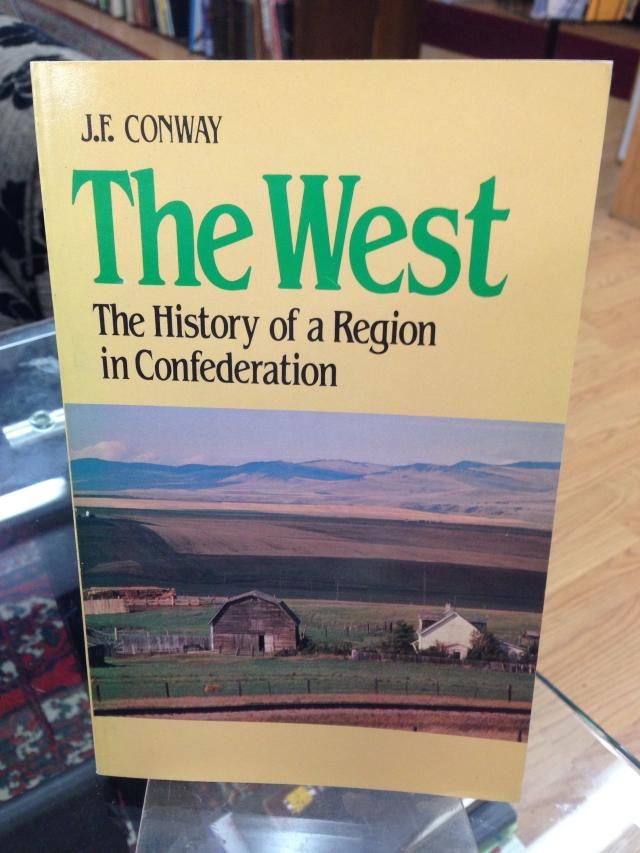 J.F. CONWAY
The West
The History of a Region
in Confederation